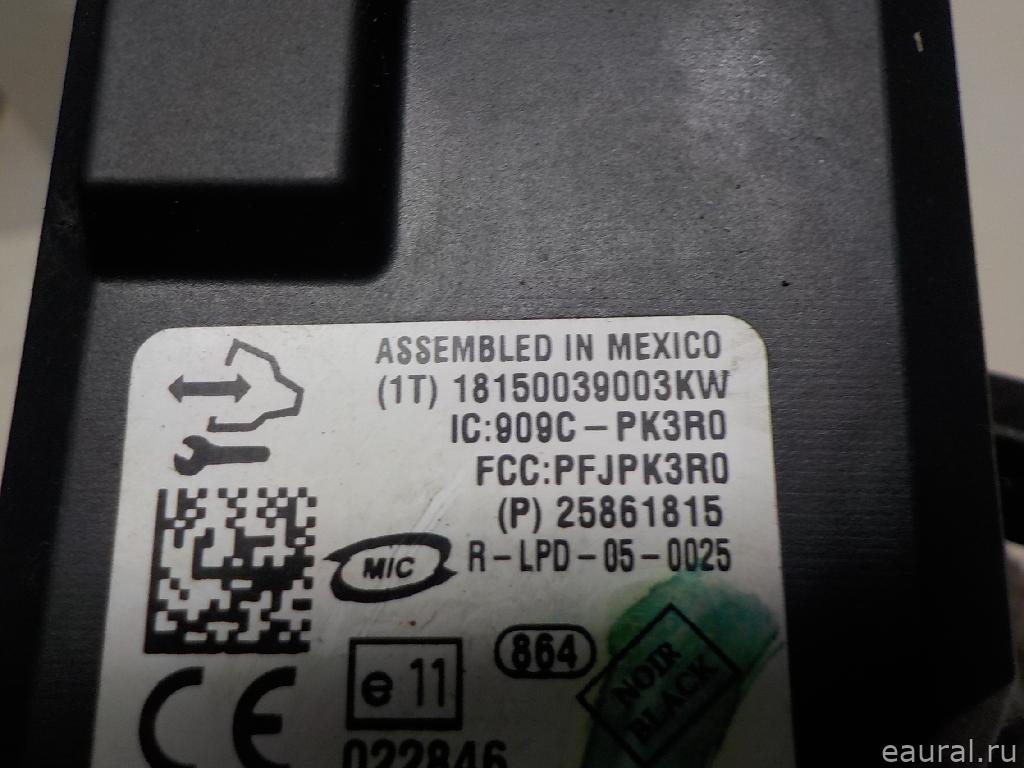 ASSEMBLED IN MEXICO
(1T) 18150039003KW
IC:909C-PK3R0
FCC:PFJPK3R0
(P) 25861815
R-LPD-05-0025
MIC
864
e 11
NOIR
BLACK
CE
022846
eaural.ru